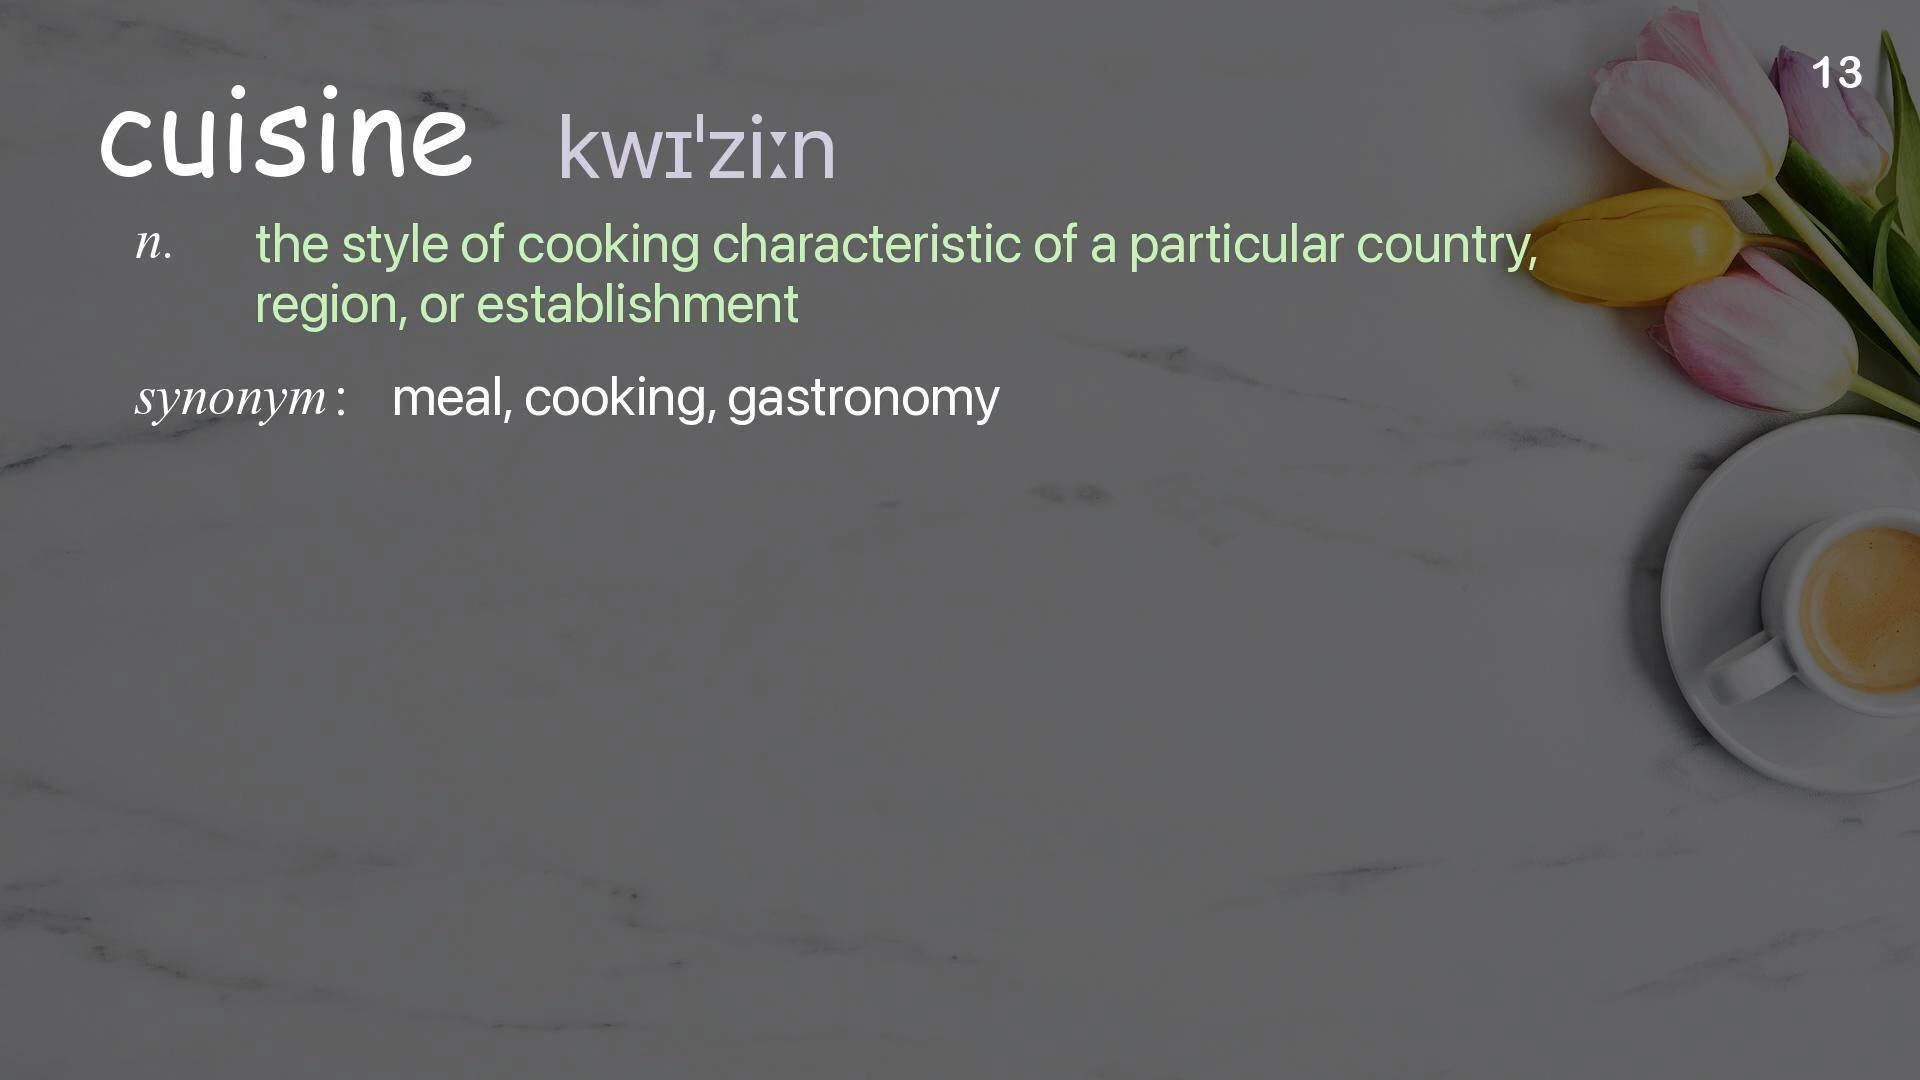 13
cuisine kwɪˈziːn
n. the style of cooking characteristic of a particular country,
region, or establishment
synonym : meal, cooking, gastronomy